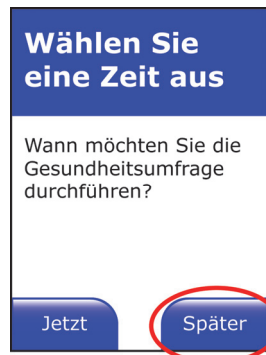 Wählen Sie
eine Zeit aus
Wann möchten Sie die
Gesundheitsumfrage
durchführen?
Jetzt
Später